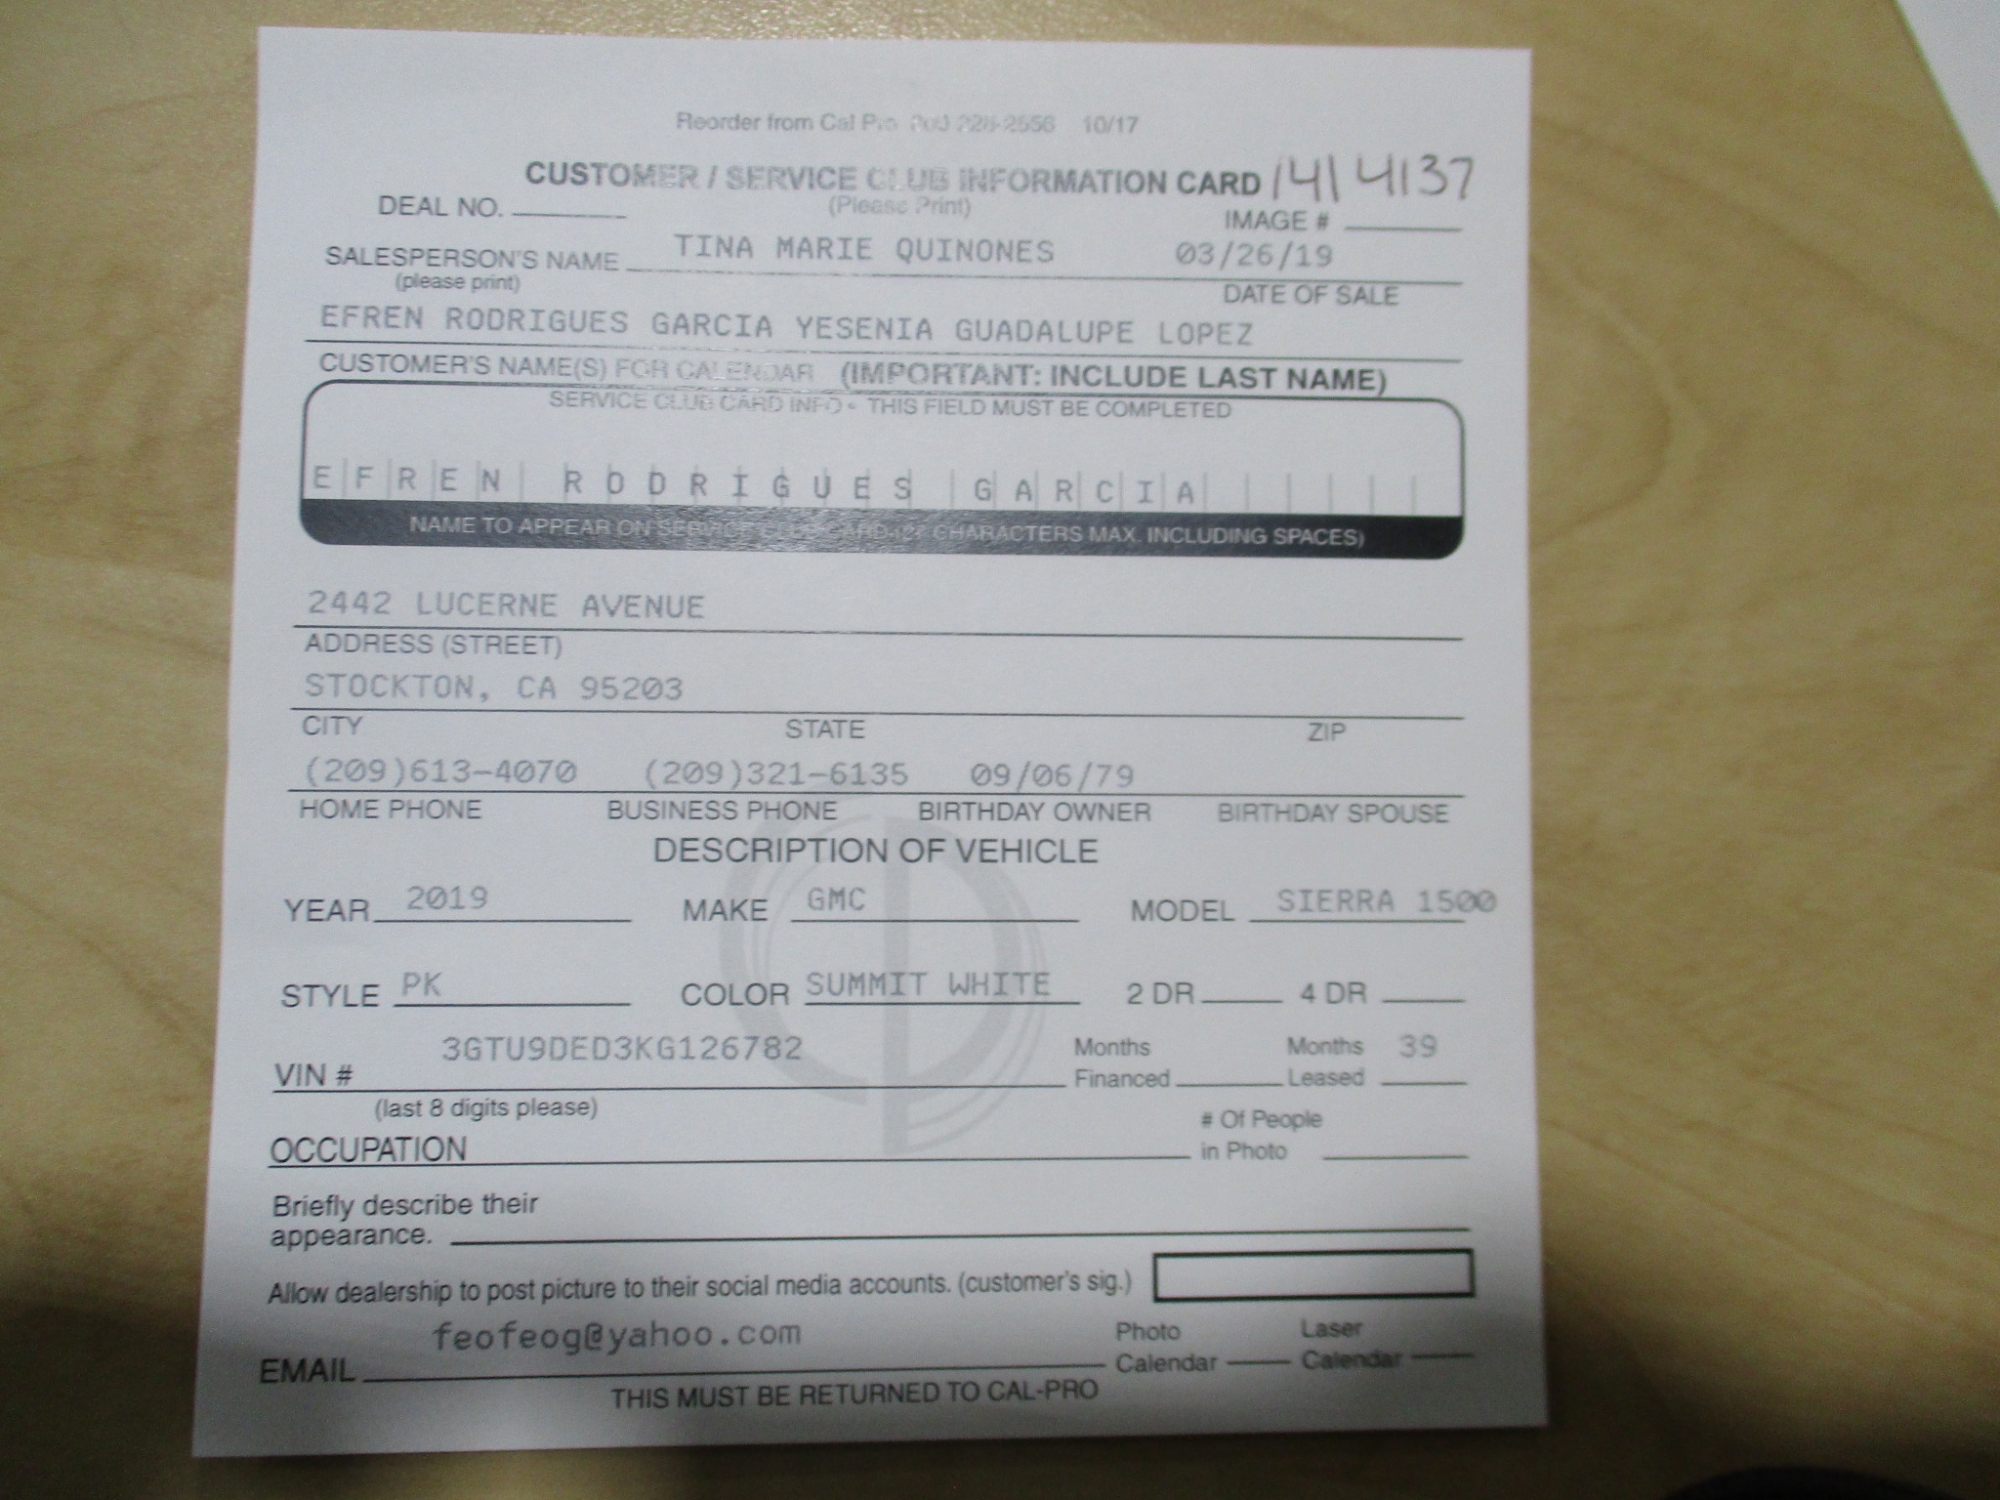 Reorder from Cal Pro 209 226-2556 10/17
CUSTOMER / SERVICE CLUB INFORMATION CARD 141 4137
DEAL NO. (Please Print) IMAGE #
SALESPERSON'S NAME TINA MARIE QUINONES 03/26/19
(please print) DATE OF SALE
EFREN RODRIGUES GARCIA YESENIA GUADALUPE LOPEZ
CUSTOMER'S NAME(S) FOR CALENDAR (IMPORTANT: INCLUDE LAST NAME)
SERVICE CLUB CARD INFO - THIS FIELD MUST BE COMPLETED
EFREN RODRIGUES GARCIA
NAME TO APPEAR ON SERVICE CLUB CARD CHARACTERS MAX. INCLUDING SPACES)
2442 LUCERNE AVENUE
ADDRESS (STREET)
STOCKTON, CA 95203
CITY STATE ZIP
(209)613-4070 (209)321-6135 09/06/79
HOME PHONE BUSINESS PHONE BIRTHDAY OWNER BIRTHDAY SPOUSE
DESCRIPTION OF VEHICLE
YEAR 2019 MAKE GMC MODEL SIERRA 1500
STYLE PK COLOR SUMMIT WHITE 2 DR 4 DR
3GTU9DED3KG126782 Months Months 39
VIN # Financed Leased
(last 8 digits please) # Of People
OCCUPATION in Photo
Briefly describe their
appearance.
Allow dealership to post picture to their social media accounts. (customer's sig.)
feofeog@yahoo.com Photo Laser
EMAIL Calendar Calendar
THIS MUST BE RETURNED TO CAL-PRO